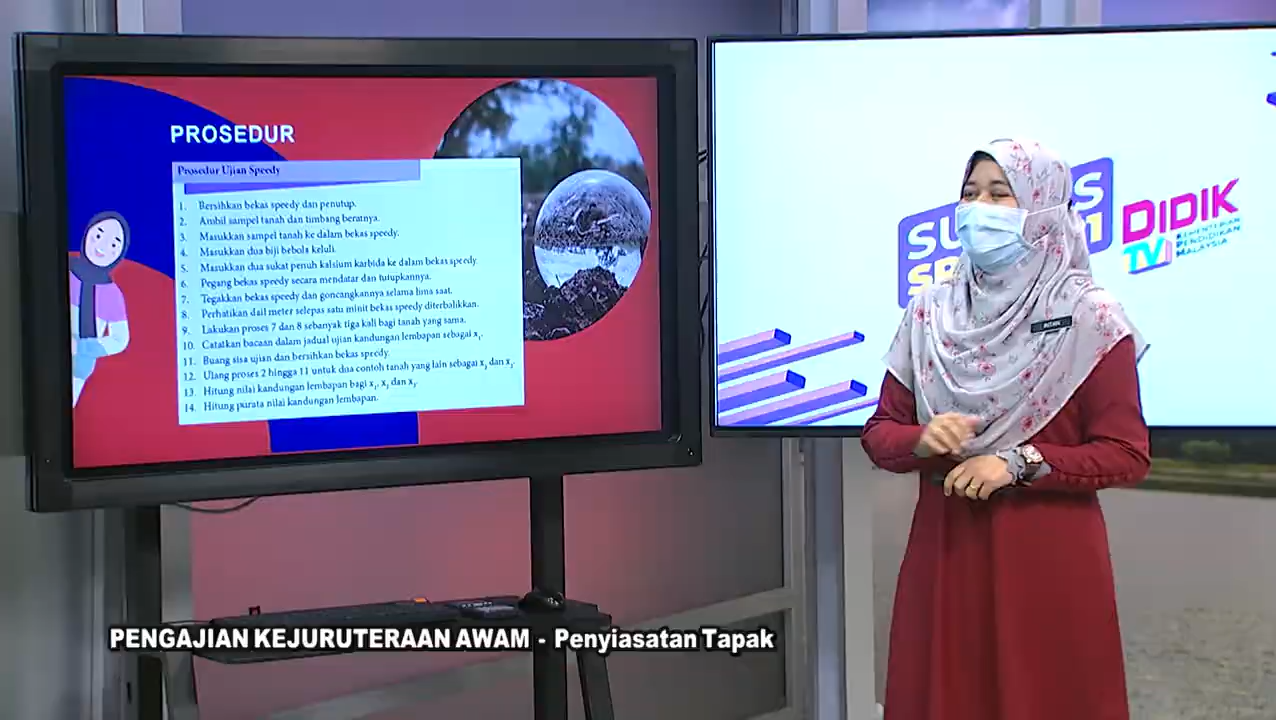 PROSEDUR
Prosedur Ujian Speedy
1. Bersihkan bekas speedy dan penutup.
2. Ambil sampel tanah dan timbang beratnya.
3. Masukkan sampel tanah ke dalam bekas speedy.
4. Masukkan dua biji bebola keluli.
5. Masukkan dua sukat penuh kalsium karbida ke dalam bekas speedy.
6. Pegang bekas speedy secara mendatar dan tutupkannya.
7. Tegakkan bekas speedy dan goncangkannya selama lima saat.
8. Perhatikan dail meter selepas satu minit bekas speedy diterbalikkan.
9. Lakukan proses 7 dan 8 sebanyak tiga kali bagi tanah yang sama.
10. Catatkan bacaan dalam jadual ujian kandungan lembapan sebagai x₁.
11. Buang sisa ujian dan bersihkan bekas speedy.
12. Ulang proses 2 hingga 11 untuk dua contoh tanah yang lain sebagai x₂ dan x₃.
13. Hitung nilai kandungan lembapan bagi x₁, x₂ dan x₃.
14. Hitung purata nilai kandungan lembapan.
DIDIK
TV
KEMENTERIAN
PENDIDIKAN
MALAYSIA
PENGAJIAN KEJURUTERAAN AWAM - Penyiasatan Tapak